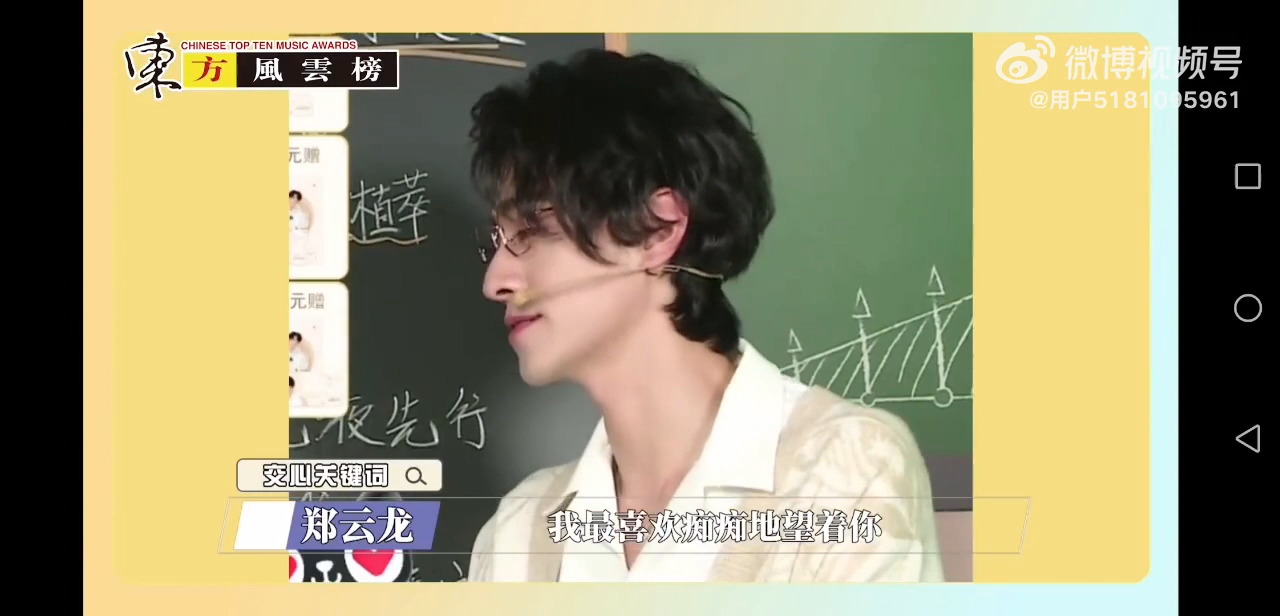 東
CHINESE TOP TEN MUSIC AWARDS
方風雲榜
微博视频号
@用户5181095961
元赠
植萃
元赠
夜先行
交心关键词
郑云龙
我最喜欢痴痴地望着你